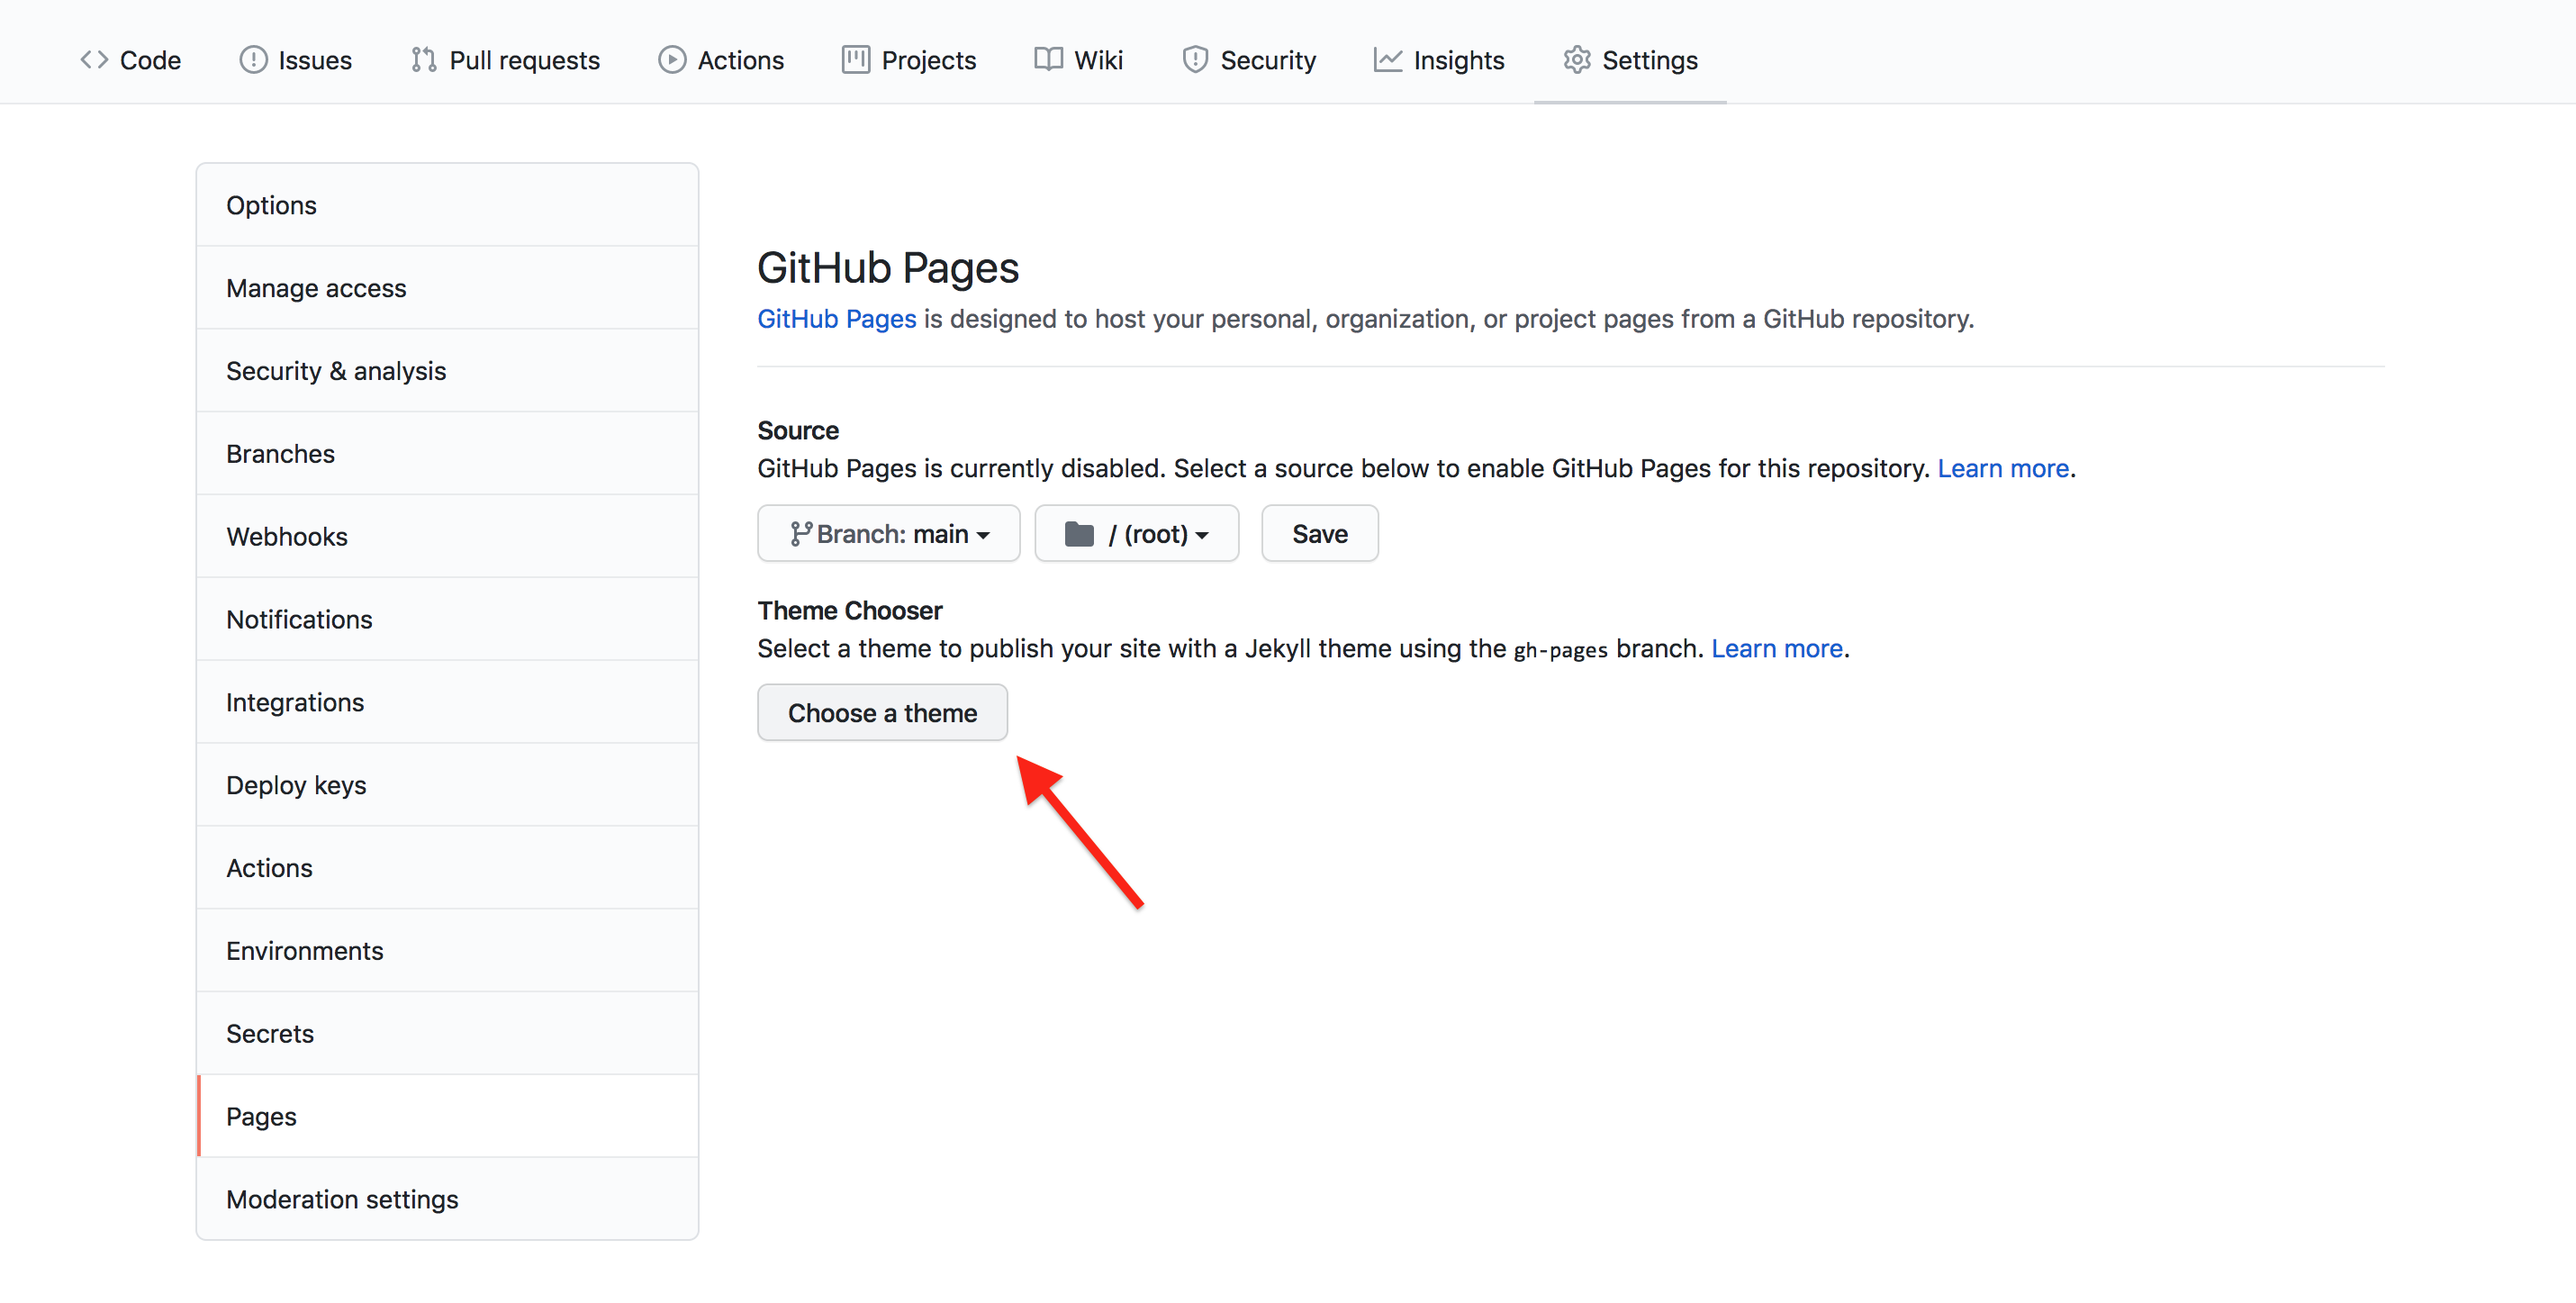 Code Issues Pull requests Actions Projects Wiki Security Insights Settings
Options
Manage access
Security & analysis
Branches
Webhooks
Notifications
Integrations
Deploy keys
Actions
Environments
Secrets
Pages
Moderation settings
GitHub Pages
GitHub Pages is designed to host your personal, organization, or project pages from a GitHub repository.
Source
GitHub Pages is currently disabled. Select a source below to enable GitHub Pages for this repository. Learn more.
Branch: main / (root) Save
Theme Chooser
Select a theme to publish your site with a Jekyll theme using the gh-pages branch. Learn more.
Choose a theme